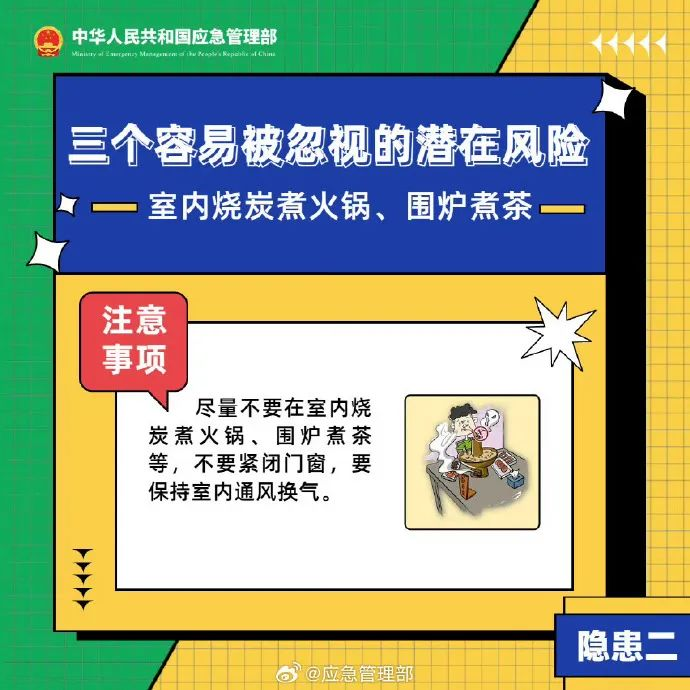 中华人民共和国应急管理部
Ministry of Emergency Management of the People's Republic of China
三个容易被忽视的潜在风险
室内烧炭煮火锅、围炉煮茶
注意
事项
尽量不要在室内烧
炭煮火锅、围炉煮茶
等，不要紧闭门窗，要
保持室内通风换气。
隐患二
@应急管理部